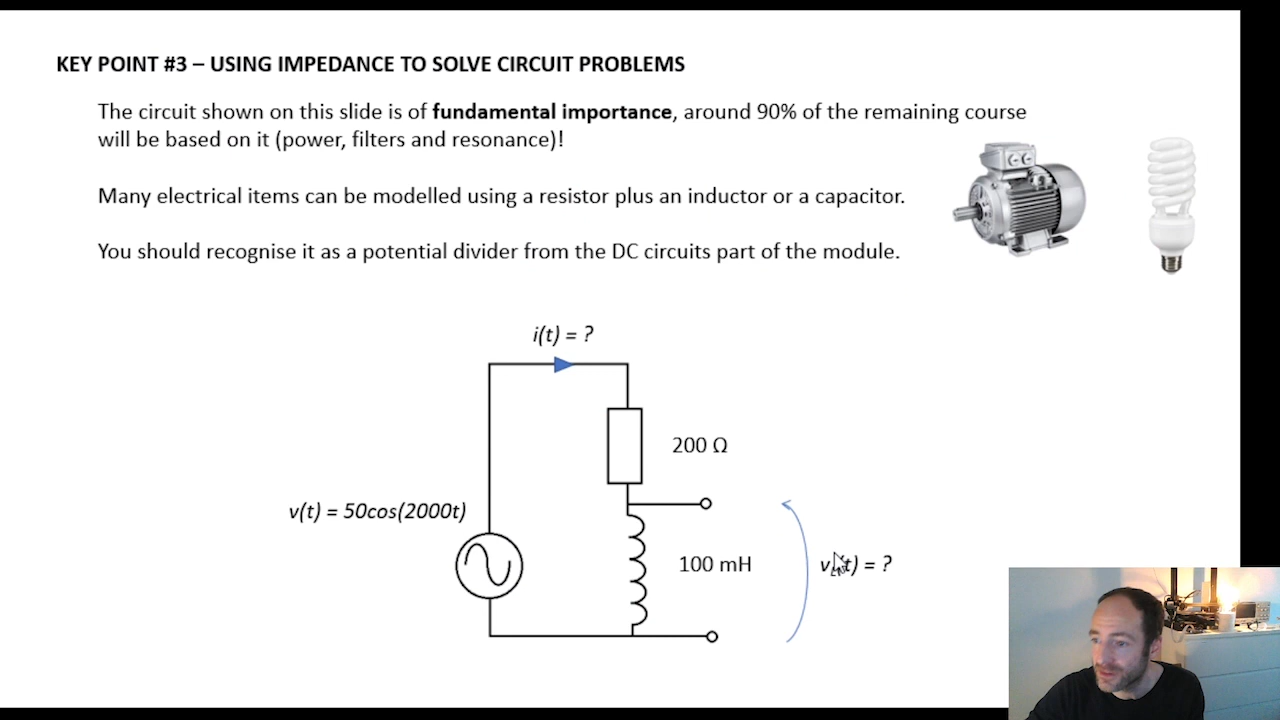 KEY POINT #3 – USING IMPEDANCE TO SOLVE CIRCUIT PROBLEMS
The circuit shown on this slide is of fundamental importance, around 90% of the remaining course
will be based on it (power, filters and resonance)!
Many electrical items can be modelled using a resistor plus an inductor or a capacitor.
You should recognise it as a potential divider from the DC circuits part of the module.
i(t) = ?
200 Ω
v(t) = 50cos(2000t)
100 mH
= ?